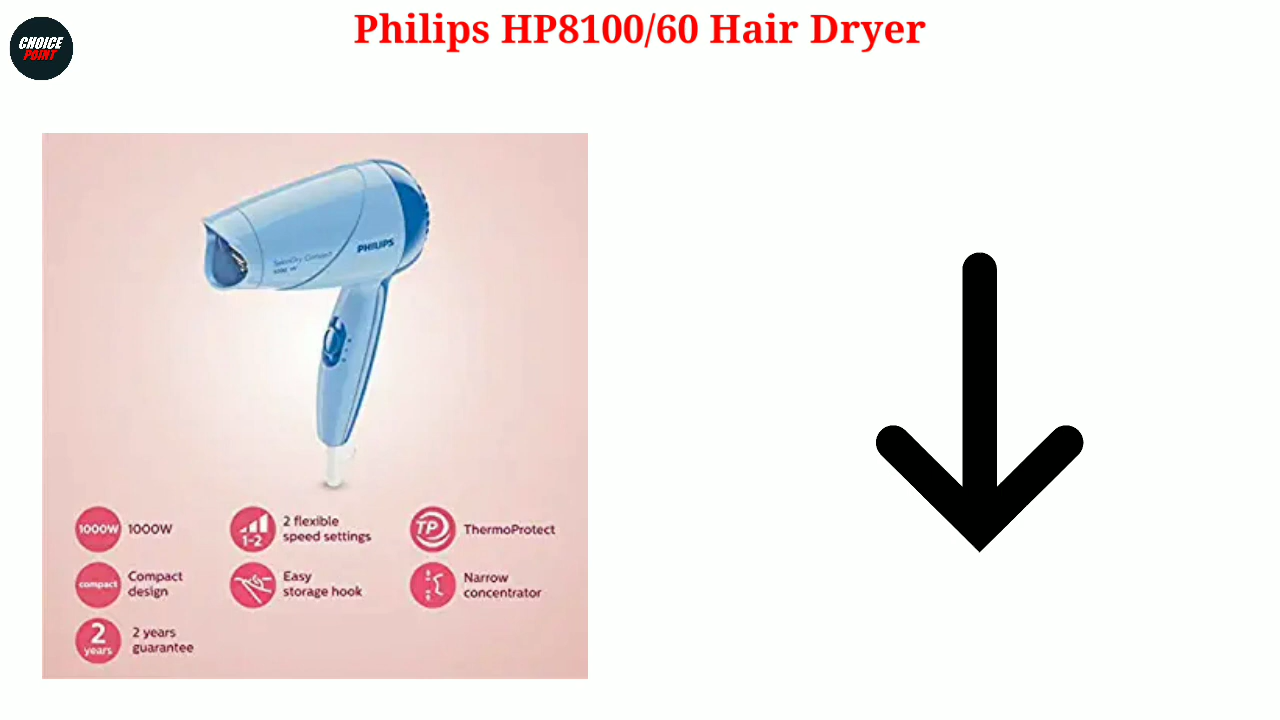 Philips HP8100/60 Hair Dryer
CHOICE
POINT
PHILIPS
1000W 1000W
1-2 2 flexible
speed settings
TP ThermoProtect
compact Compact
design
Easy
storage hook
Narrow
concentrator
2
years
2 years
guarantee